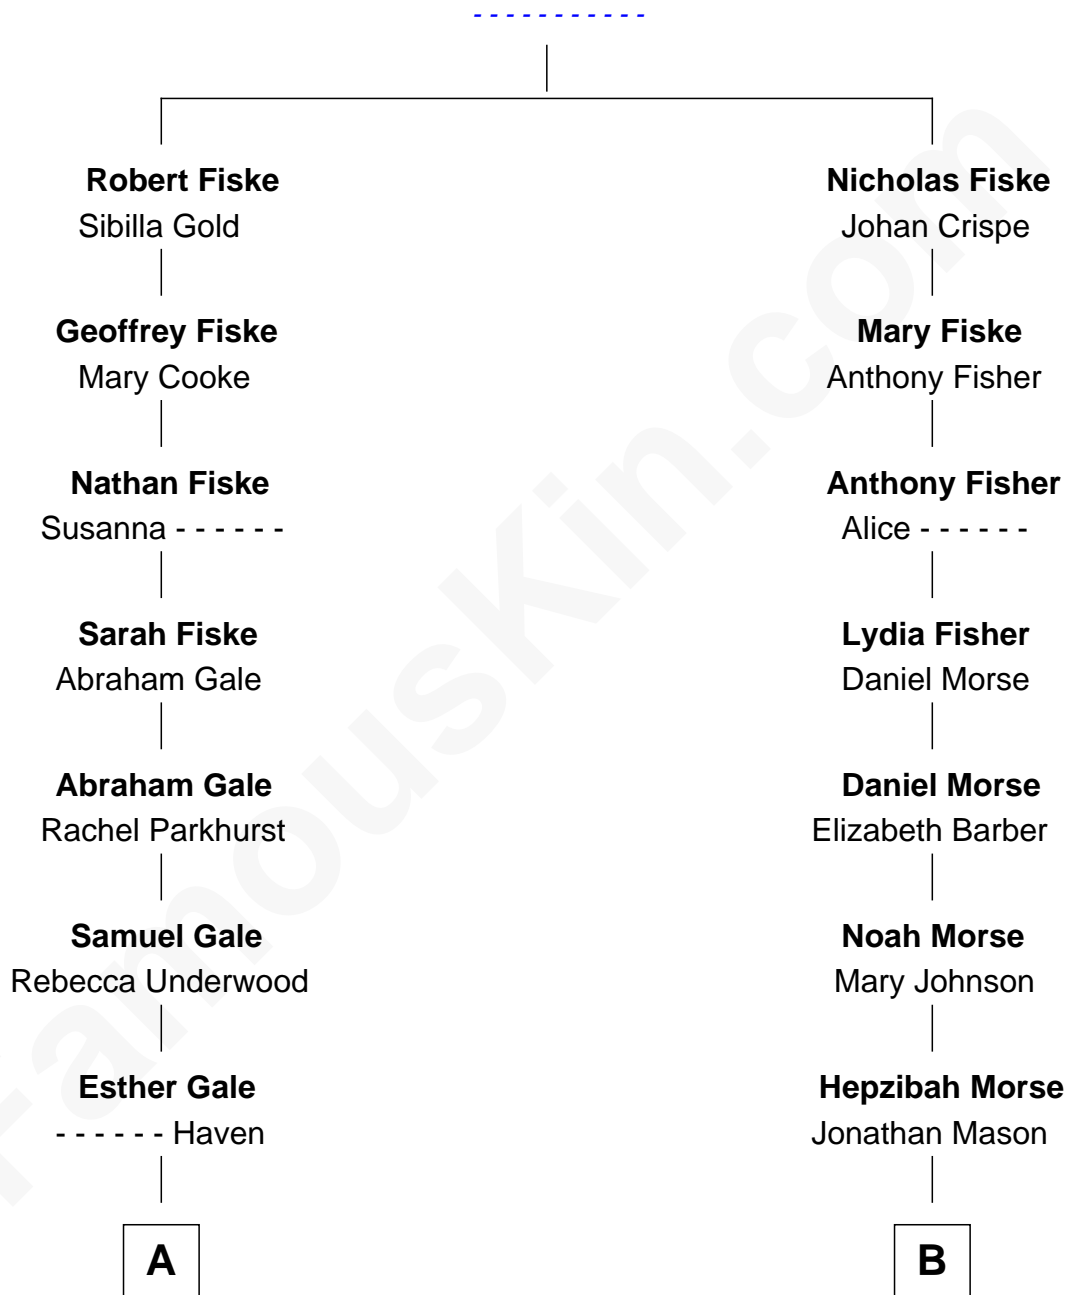 - - - - - - - - - - -
Robert Fiske
Sibilla Gold
Geoffrey Fiske
Mary Cooke
Nathan Fiske
Susanna - - - - - -
Sarah Fiske
Abraham Gale
Abraham Gale
Rachel Parkhurst
Samuel Gale
Rebecca Underwood
Esther Gale
- - - - - - Haven
A
Nicholas Fiske
Johan Crispe
Mary Fiske
Anthony Fisher
Anthony Fisher
Alice - - - - - -
Lydia Fisher
Daniel Morse
Daniel Morse
Elizabeth Barber
Noah Morse
Mary Johnson
Hepzibah Morse
Jonathan Mason
B
FamousKin.com